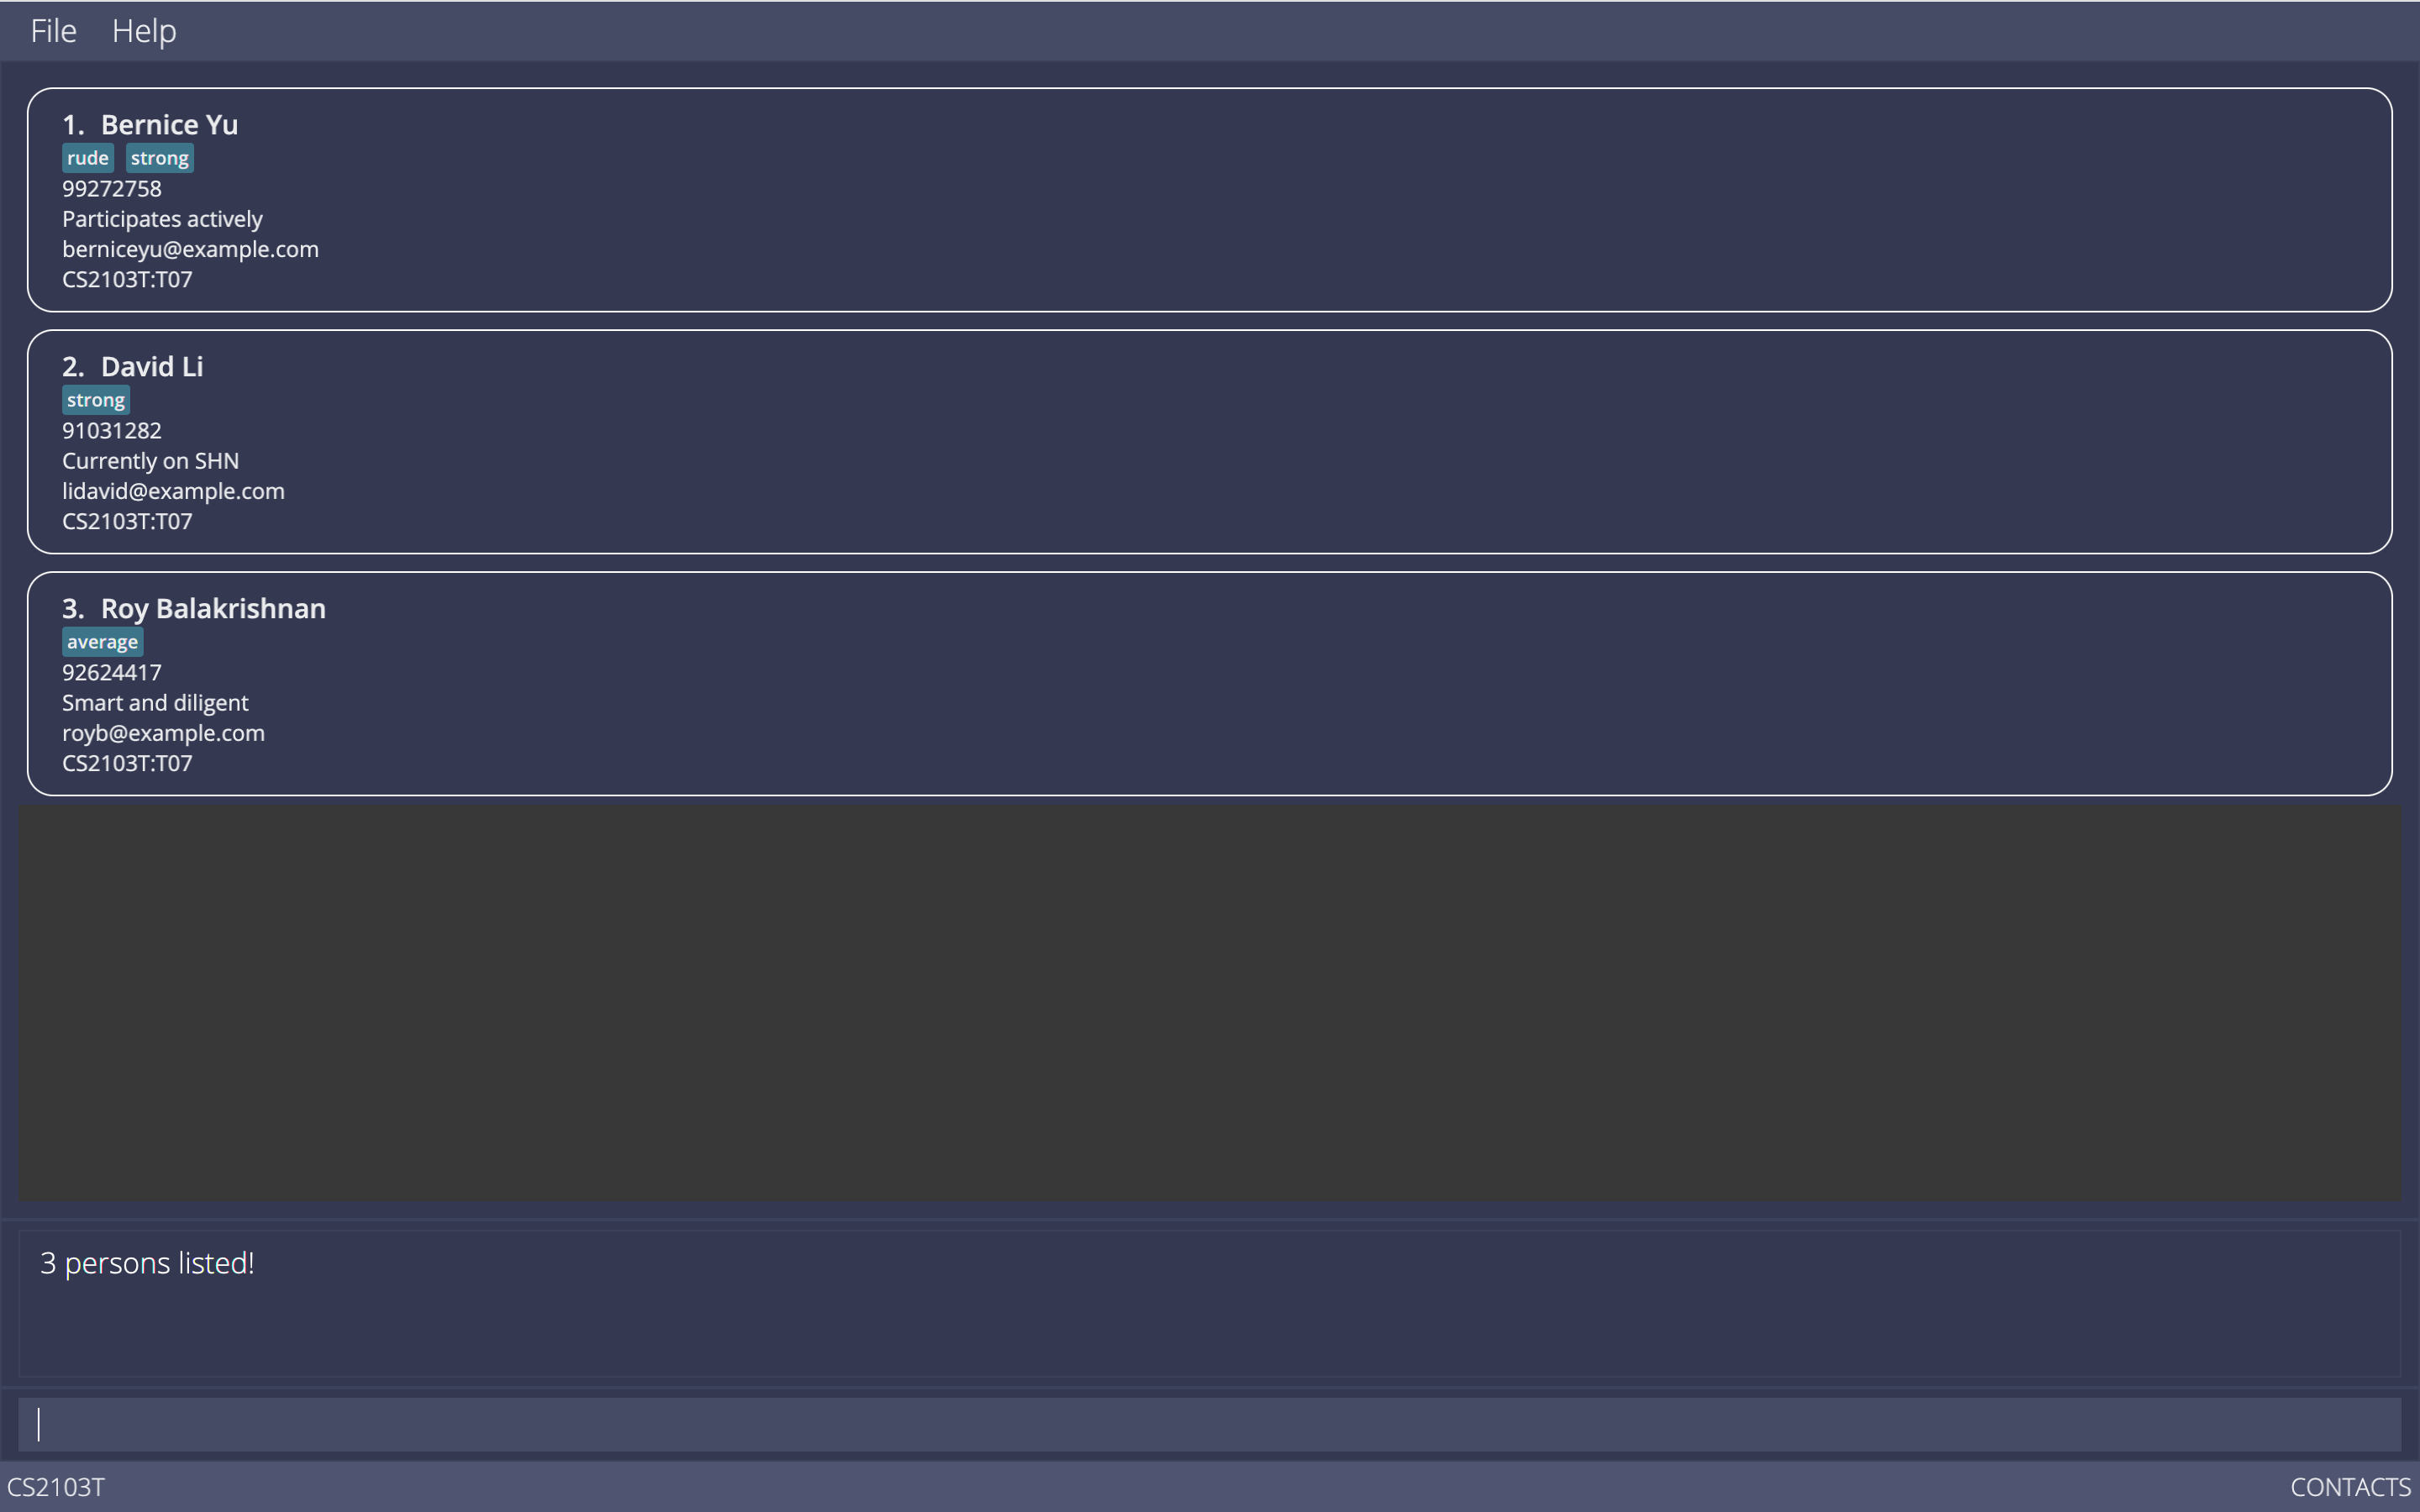 File Help
1. Bernice Yu
rude strong
99272758
Participates actively
berniceyu@example.com
CS2103T:T07
2. David Li
strong
91031282
Currently on SHN
lidavid@example.com
CS2103T:T07
3. Roy Balakrishnan
average
92624417
Smart and diligent
royb@example.com
CS2103T:T07
3 persons listed!
CS2103T CONTACTS